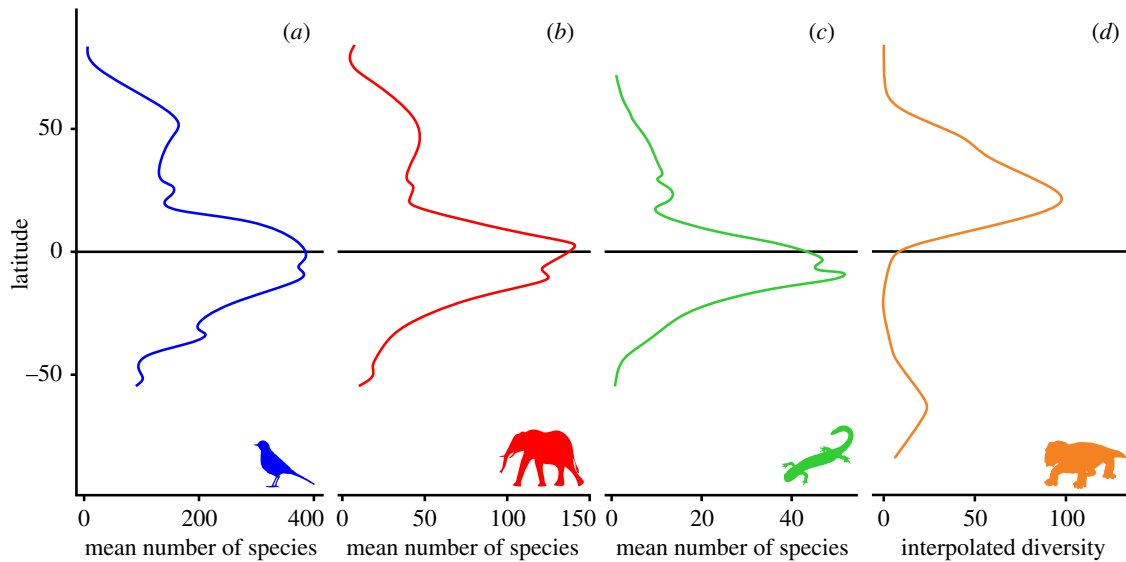 (a) (b) (c) (d)
50
0
–50
latitude
0 200 400 0 50 100 150 0 20 40 0 50 100
mean number of species mean number of species mean number of species interpolated diversity